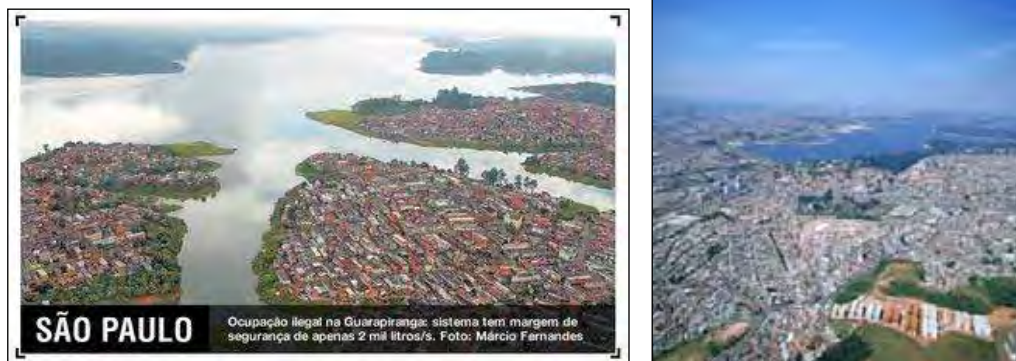 SÃO PAULO
Ocupação ilegal na Guarapiranga: sistema tem margem de
segurança de apenas 2 mil litros/s. Foto: Márcio Fernandes